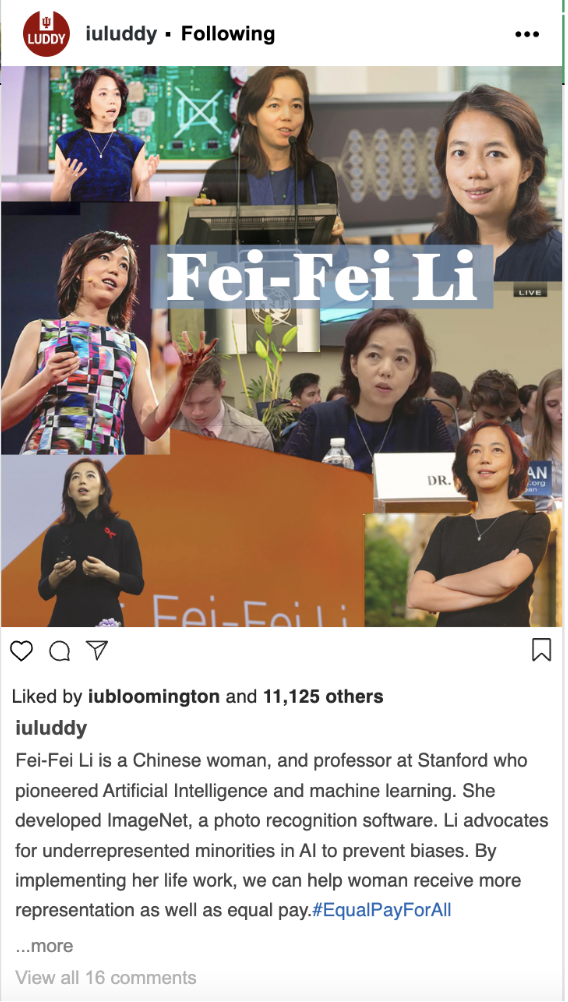 LUDDY
iuluddy • Following
Fei-Fei Li
LIVE
DR.
AN
.org
Fei-Fei Li
Liked by iubloomington and 11,125 others
iuluddy
Fei-Fei Li is a Chinese woman, and professor at Stanford who
pioneered Artificial Intelligence and machine learning. She
developed ImageNet, a photo recognition software. Li advocates
for underrepresented minorities in AI to prevent biases. By
implementing her life work, we can help woman receive more
representation as well as equal pay.#EqualPayForAll
...more
View all 16 comments